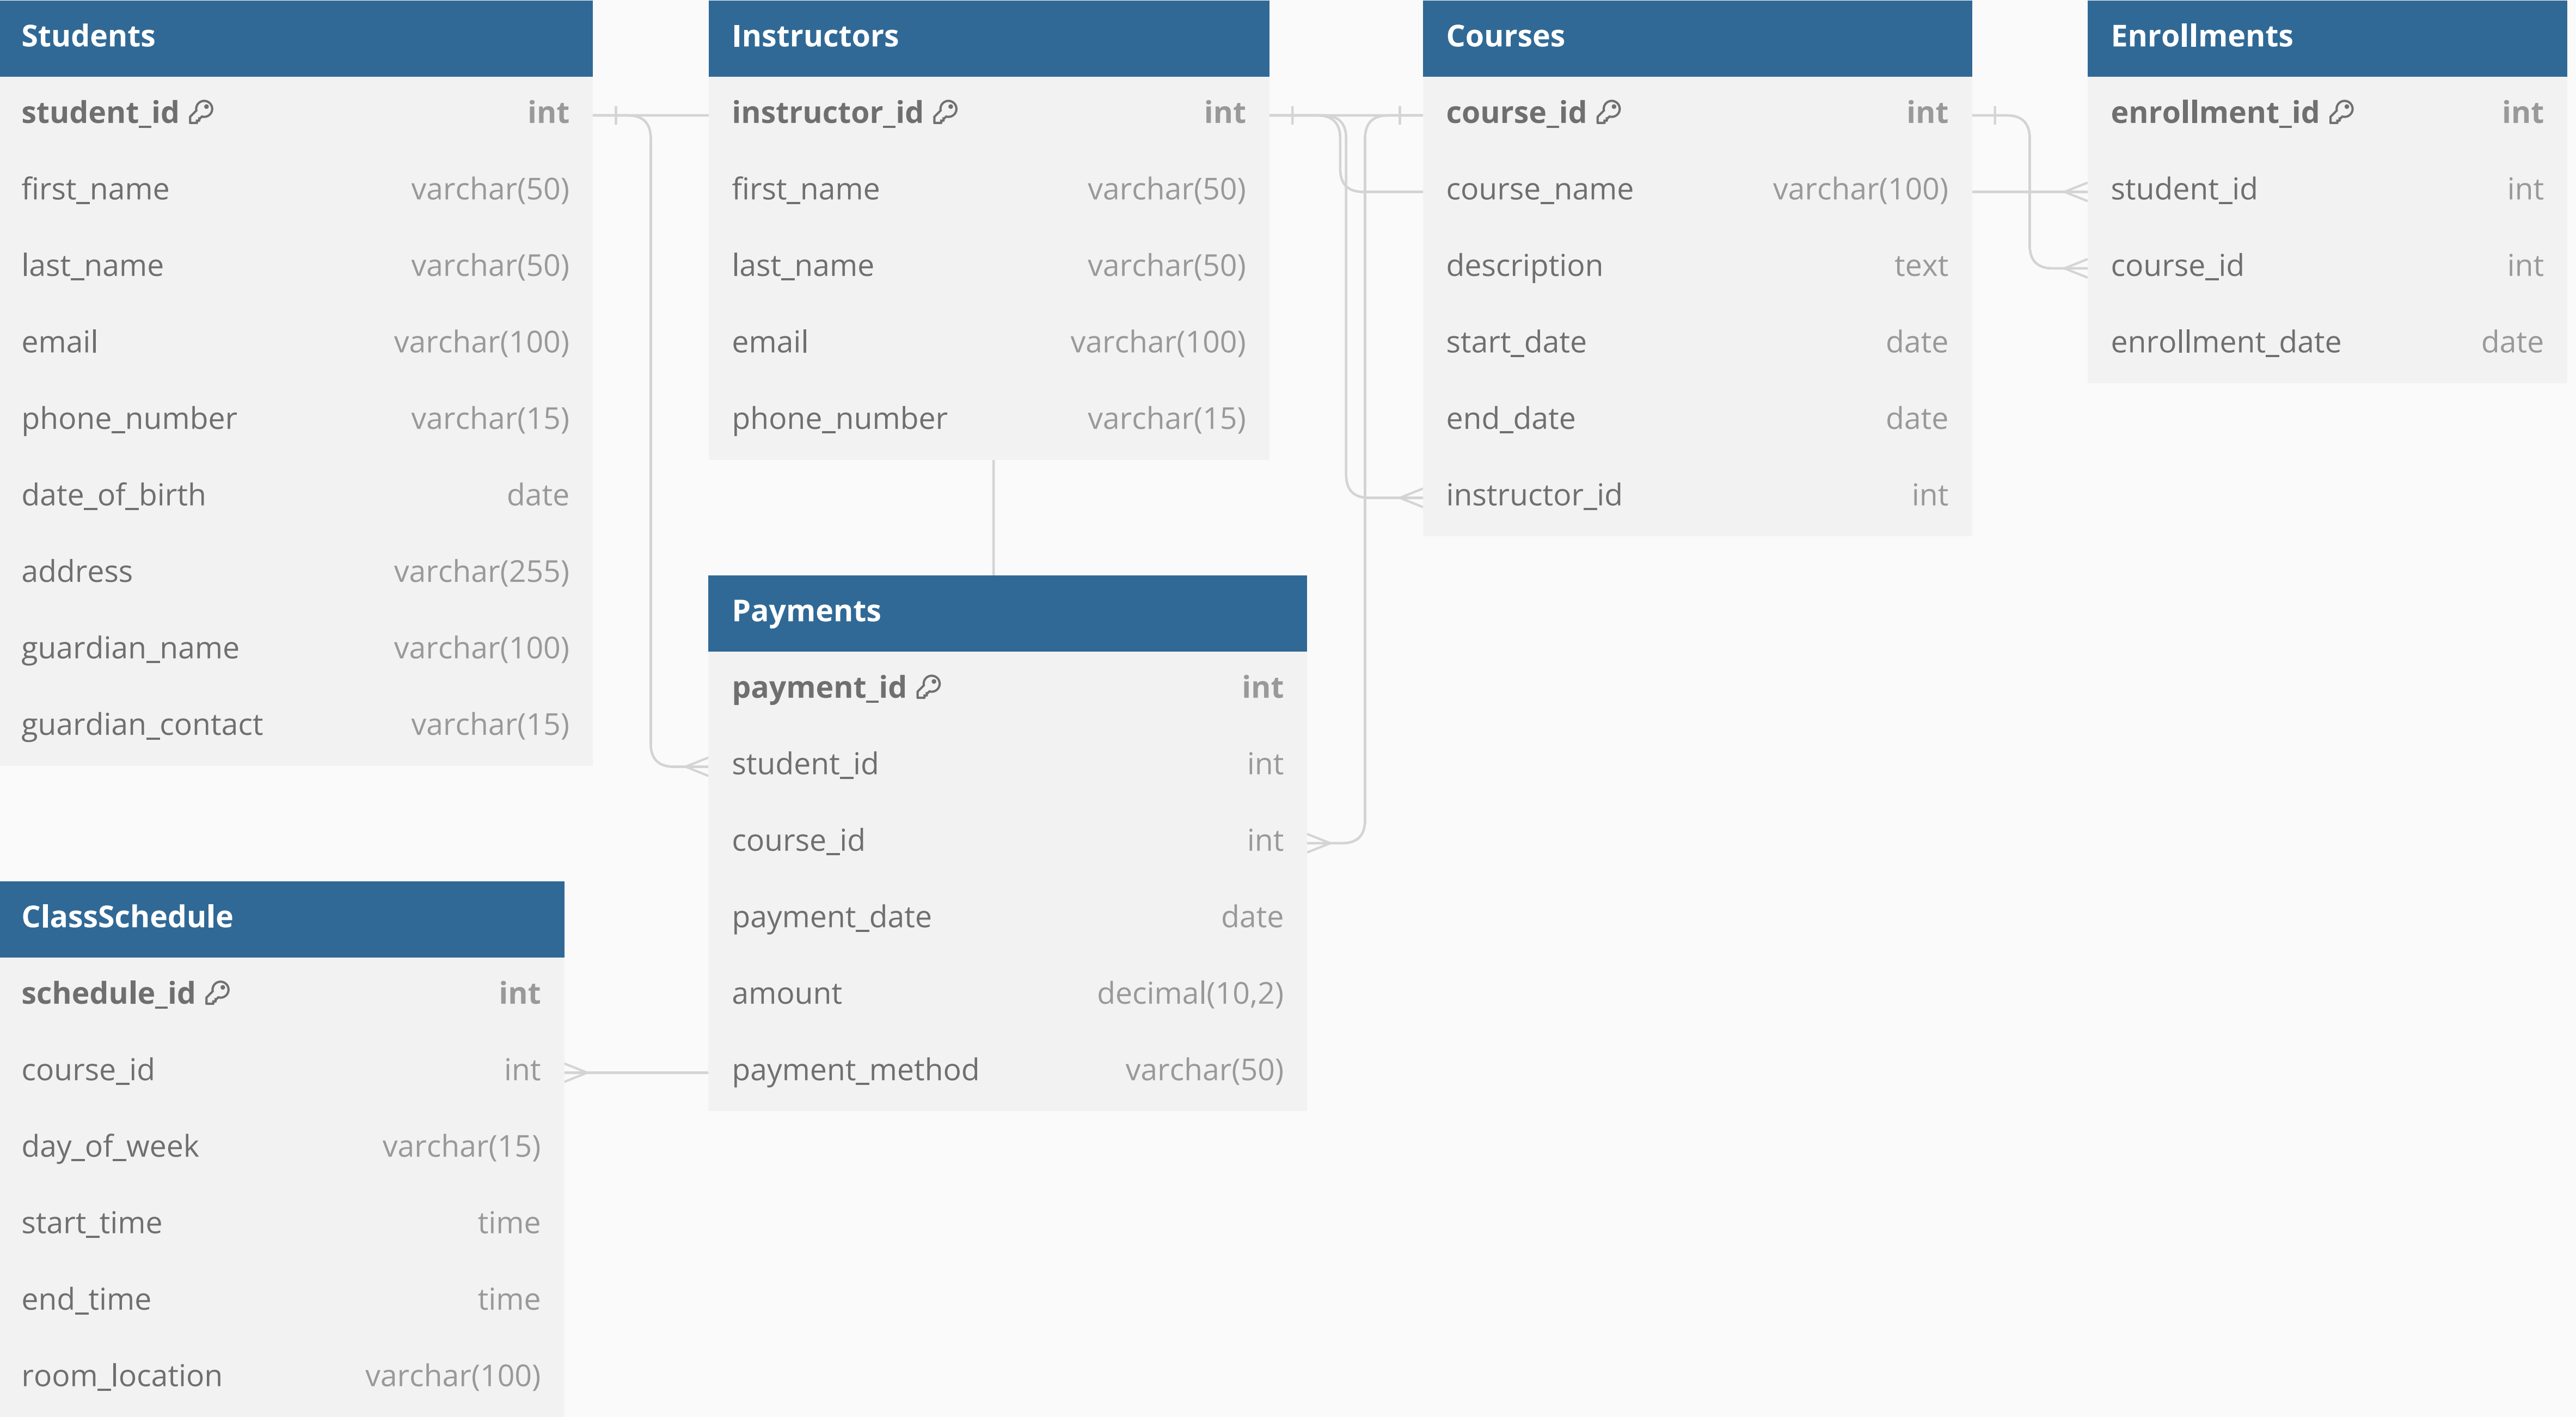 Students
student_id int
first_name varchar(50)
last_name varchar(50)
email varchar(100)
phone_number varchar(15)
date_of_birth date
address varchar(255)
guardian_name varchar(100)
guardian_contact varchar(15)
Instructors
instructor_id int
first_name varchar(50)
last_name varchar(50)
email varchar(100)
phone_number varchar(15)
Courses
course_id int
course_name varchar(100)
description text
start_date date
end_date date
instructor_id int
Enrollments
enrollment_id int
student_id int
course_id int
enrollment_date date
Payments
payment_id int
student_id int
course_id int
payment_date date
amount decimal(10,2)
payment_method varchar(50)
ClassSchedule
schedule_id int
course_id int
day_of_week varchar(15)
start_time time
end_time time
room_location varchar(100)